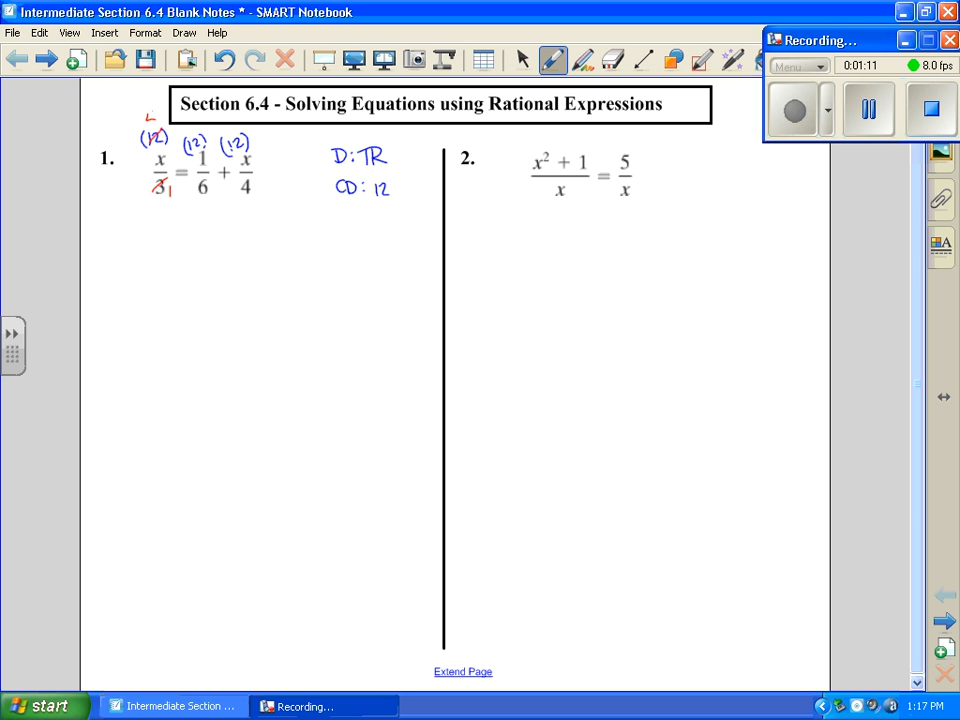 Intermediate Section 6.4 Blank Notes * - SMART Notebook
File Edit View Insert Format Draw Help
Recording...
Menu 0:01:11 8.0 fps
Section 6.4 - Solving Equations using Rational Expressions
(12) (12) (12)
1. x/3 = 1/6 + x/4
1
D: TR
CD: 12
2. x² + 1/x = 5/x
Extend Page
start Intermediate Section ... Recording... 1:17 PM